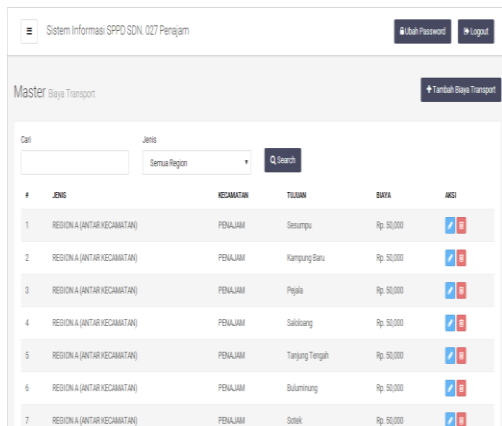 Sistem Informasi SPPD SDN. 027 Penajam
Ubah Password
Logout
Master Biaya Transport
Tambah Biaya Transport
Cari
Jenis
Semua Region
Search
# JENIS KECAMATAN TUJUAN BIAYA AKSI
1 REGION A (ANTAR KECAMATAN) PENAJAM Sesumpu Rp. 50,000
2 REGION A (ANTAR KECAMATAN) PENAJAM Kampung Baru Rp. 50,000
3 REGION A (ANTAR KECAMATAN) PENAJAM Pejala Rp. 50,000
4 REGION A (ANTAR KECAMATAN) PENAJAM Saloloang Rp. 50,000
5 REGION A (ANTAR KECAMATAN) PENAJAM Tanjung Tengah Rp. 50,000
6 REGION A (ANTAR KECAMATAN) PENAJAM Buluminung Rp. 50,000
7 REGION A (ANTAR KECAMATAN) PENAJAM Sotek Rp. 50,000